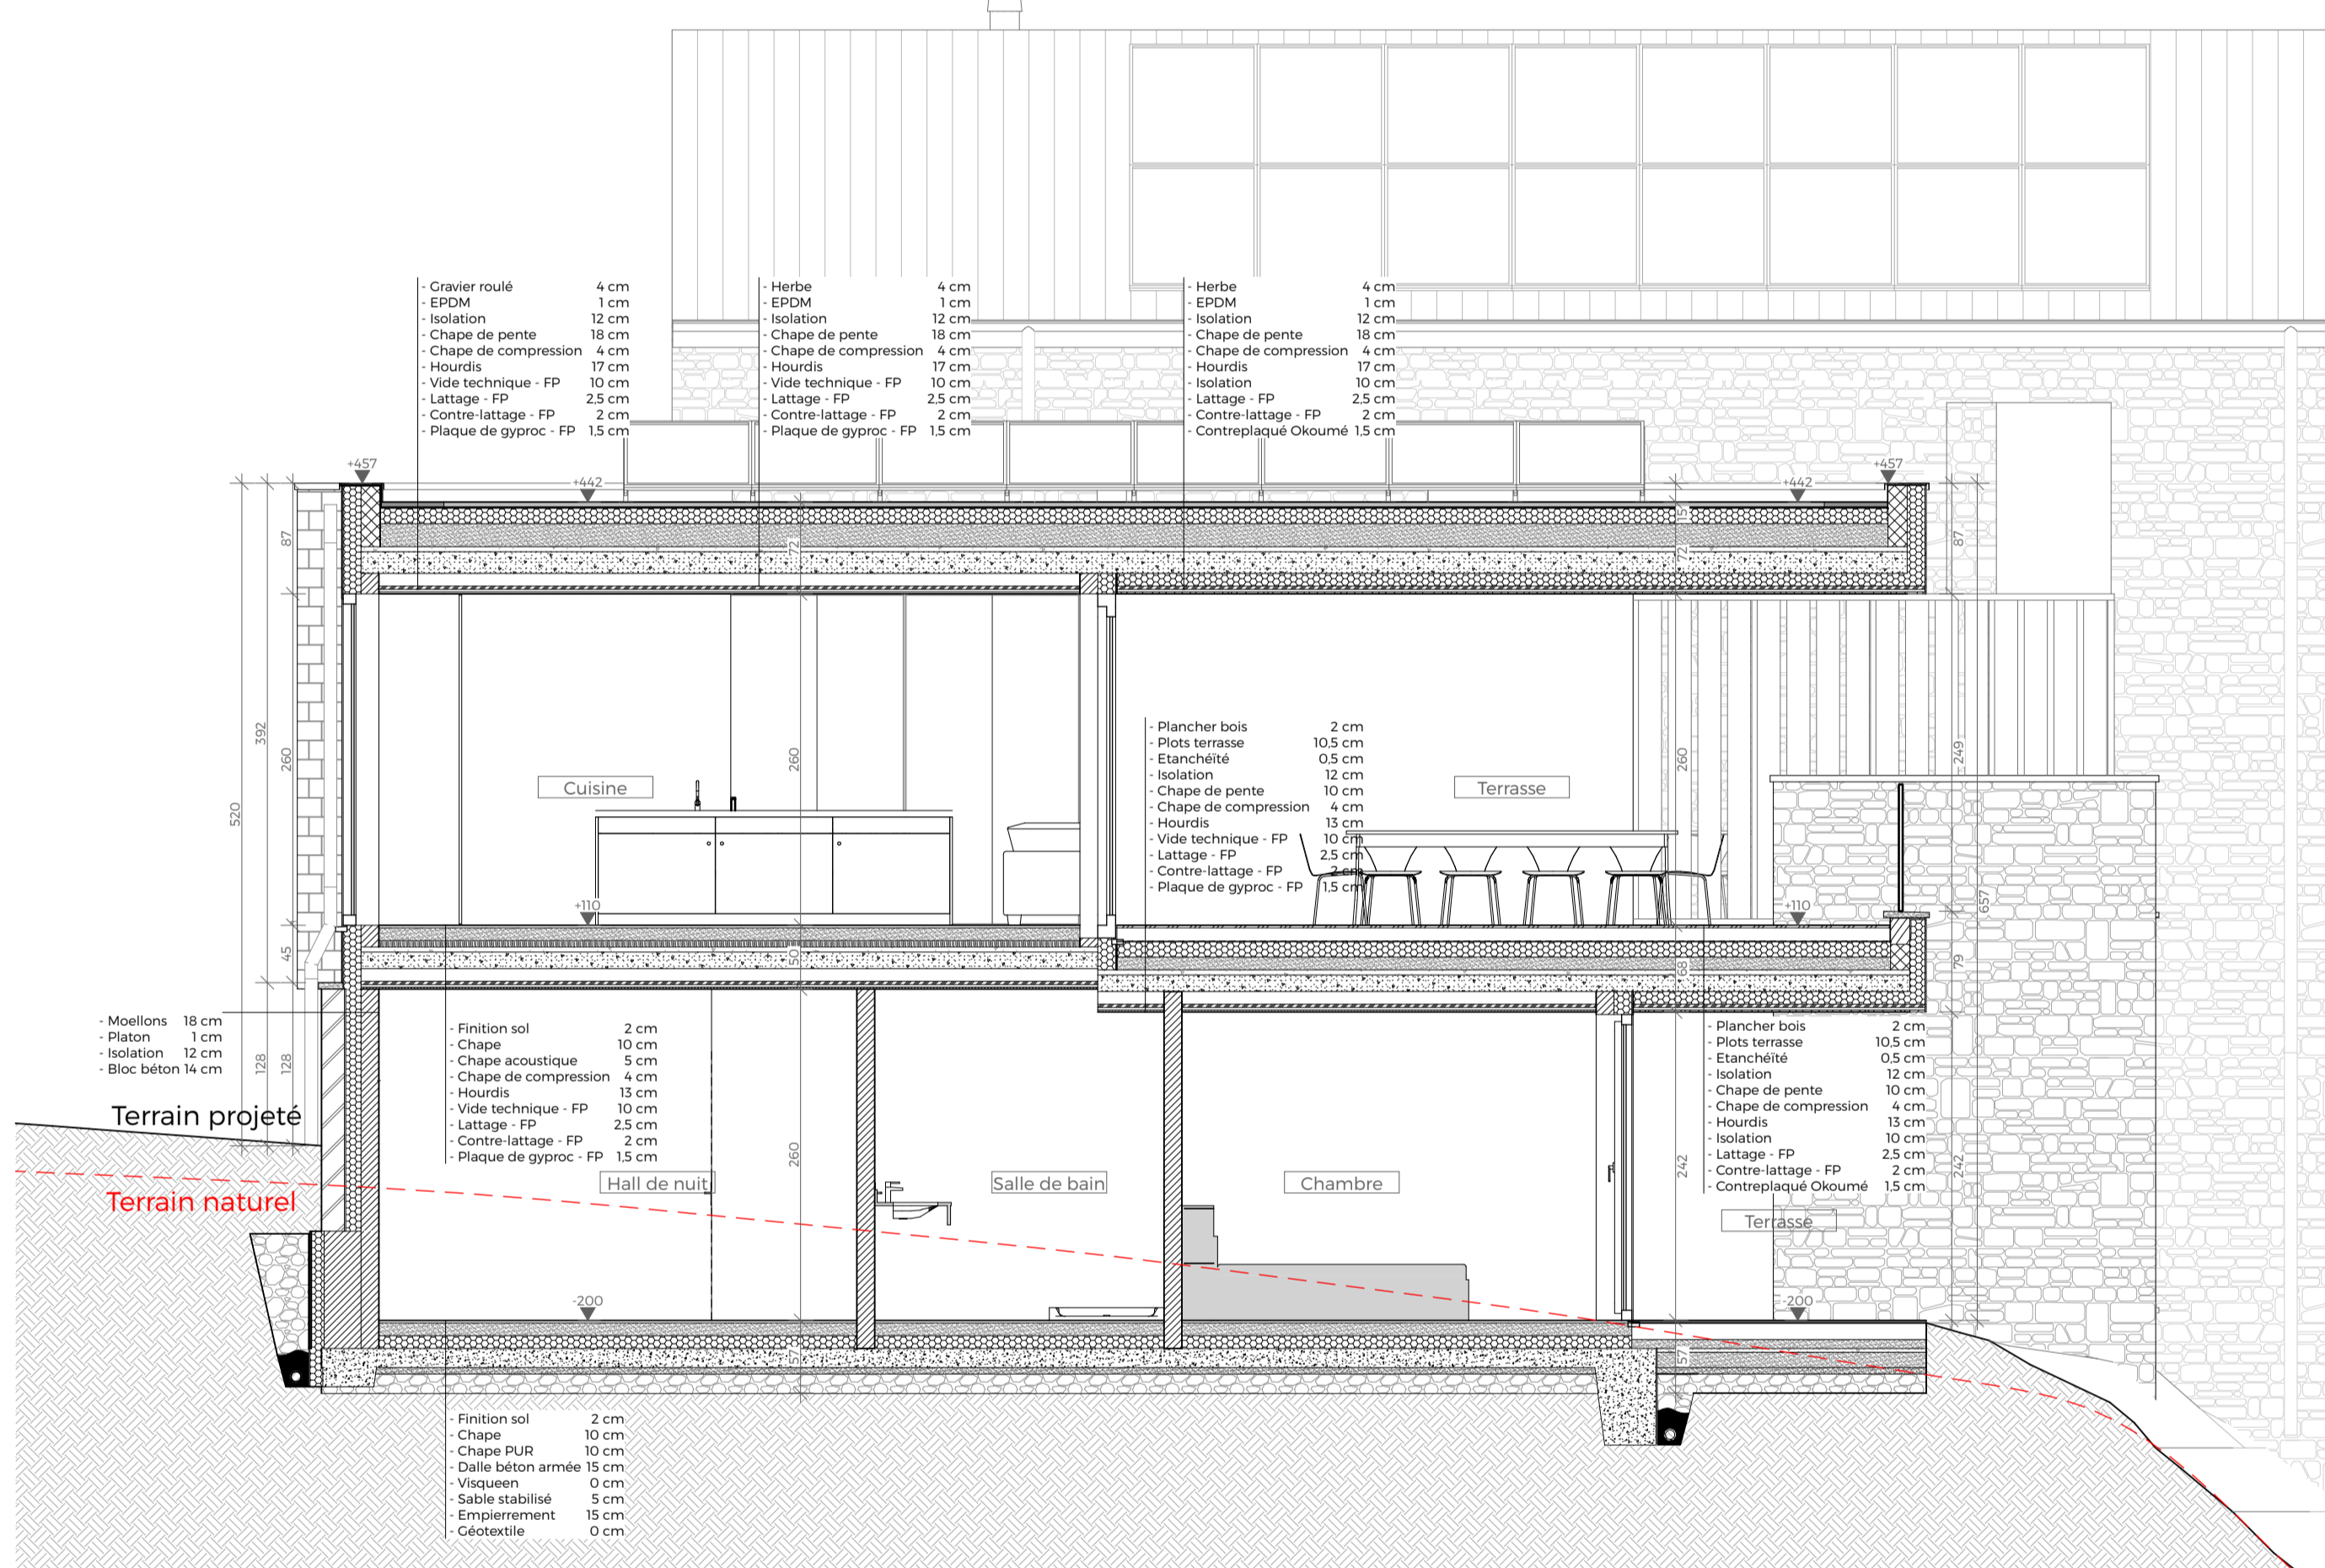 - Gravier roulé 4 cm
- EPDM 1 cm
- Isolation 12 cm
- Chape de pente 18 cm
- Chape de compression 4 cm
- Hourdis 17 cm
- Vide technique - FP 10 cm
- Lattage - FP 2,5 cm
- Contre-lattage - FP 2 cm
- Plaque de gyproc - FP 1,5 cm
- Herbe 4 cm
- EPDM 1 cm
- Isolation 12 cm
- Chape de pente 18 cm
- Chape de compression 4 cm
- Hourdis 17 cm
- Vide technique - FP 10 cm
- Lattage - FP 2,5 cm
- Contre-lattage - FP 2 cm
- Plaque de gyproc - FP 1,5 cm
- Herbe 4 cm
- EPDM 1 cm
- Isolation 12 cm
- Chape de pente 18 cm
- Chape de compression 4 cm
- Hourdis 17 cm
- Isolation 10 cm
- Lattage - FP 2,5 cm
- Contre-lattage - FP 2 cm
- Contreplaqué Okoumé 1,5 cm
+457
+442
+442
+457
87
72
15
72
87
520
392
260
260
260
249
657
Cuisine
Terrasse
- Plancher bois 2 cm
- Plots terrasse 10,5 cm
- Etanchéïté 0,5 cm
- Isolation 12 cm
- Chape de pente 10 cm
- Chape de compression 4 cm
- Hourdis 13 cm
- Vide technique - FP 10 cm
- Lattage - FP 2,5 cm
- Contre-lattage - FP 2 cm
- Plaque de gyproc - FP 1,5 cm
+110
+110
45
50
68
79
- Moellons 18 cm
- Platon 1 cm
- Isolation 12 cm
- Bloc béton 14 cm
128
128
Terrain projeté
Terrain naturel
- Finition sol 2 cm
- Chape 10 cm
- Chape acoustique 5 cm
- Chape de compression 4 cm
- Hourdis 13 cm
- Vide technique - FP 10 cm
- Lattage - FP 2,5 cm
- Contre-lattage - FP 2 cm
- Plaque de gyproc - FP 1,5 cm
- Plancher bois 2 cm
- Plots terrasse 10,5 cm
- Etanchéïté 0,5 cm
- Isolation 12 cm
- Chape de pente 10 cm
- Chape de compression 4 cm
- Hourdis 13 cm
- Isolation 10 cm
- Lattage - FP 2,5 cm
- Contre-lattage - FP 2 cm
- Contreplaqué Okoumé 1,5 cm
260
242
242
Hall de nuit
Salle de bain
Chambre
Terrasse
-200
-200
57
57
- Finition sol 2 cm
- Chape 10 cm
- Chape PUR 10 cm
- Dalle béton armée 15 cm
- Visqueen 0 cm
- Sable stabilisé 5 cm
- Empierrement 15 cm
- Géotextile 0 cm